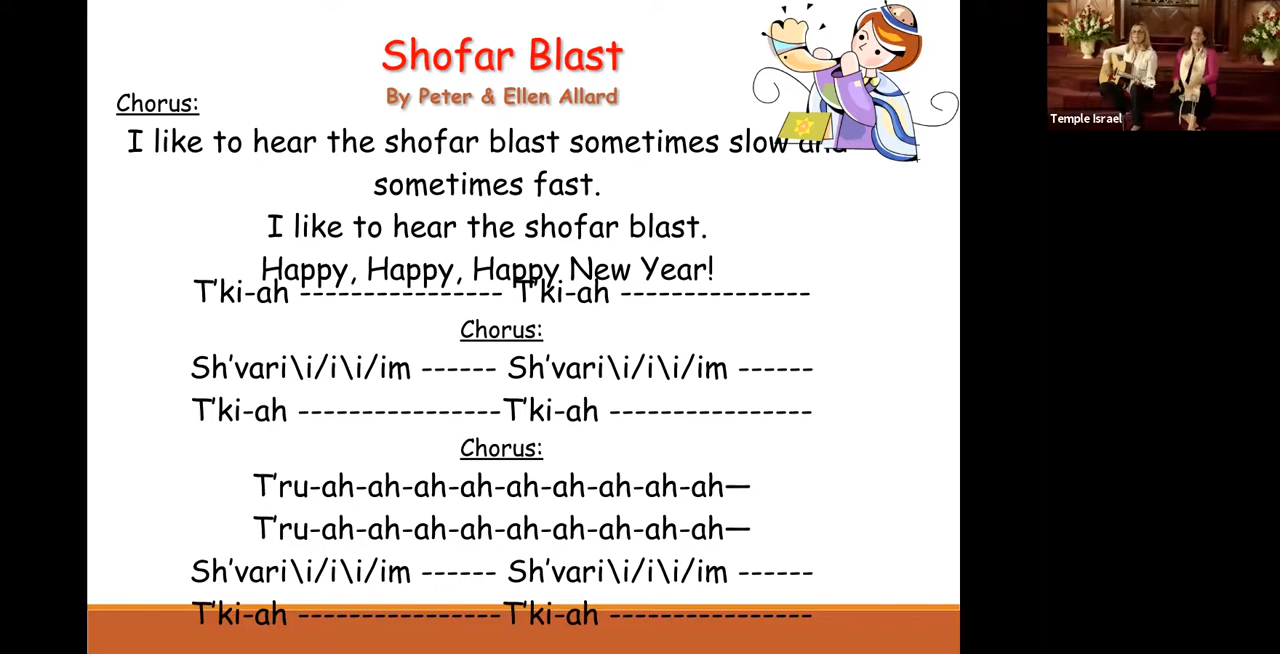 Shofar Blast
By Peter & Ellen Allard
Chorus:
I like to hear the shofar blast sometimes slow and
sometimes fast.
I like to hear the shofar blast.
Happy, Happy, Happy New Year!
T'ki-ah ---------------- T'ki-ah ---------------
Chorus:
Sh'vari\i/i\i/im ------ Sh'vari\i/i\i/im ------
T'ki-ah ----------------T'ki-ah ----------------
Chorus:
T'ru-ah-ah-ah-ah-ah-ah-ah-ah-ah—
T'ru-ah-ah-ah-ah-ah-ah-ah-ah-ah—
Sh'vari\i/i\i/im ------ Sh'vari\i/i\i/im ------
T'ki-ah ----------------T'ki-ah ----------------
Temple Israel